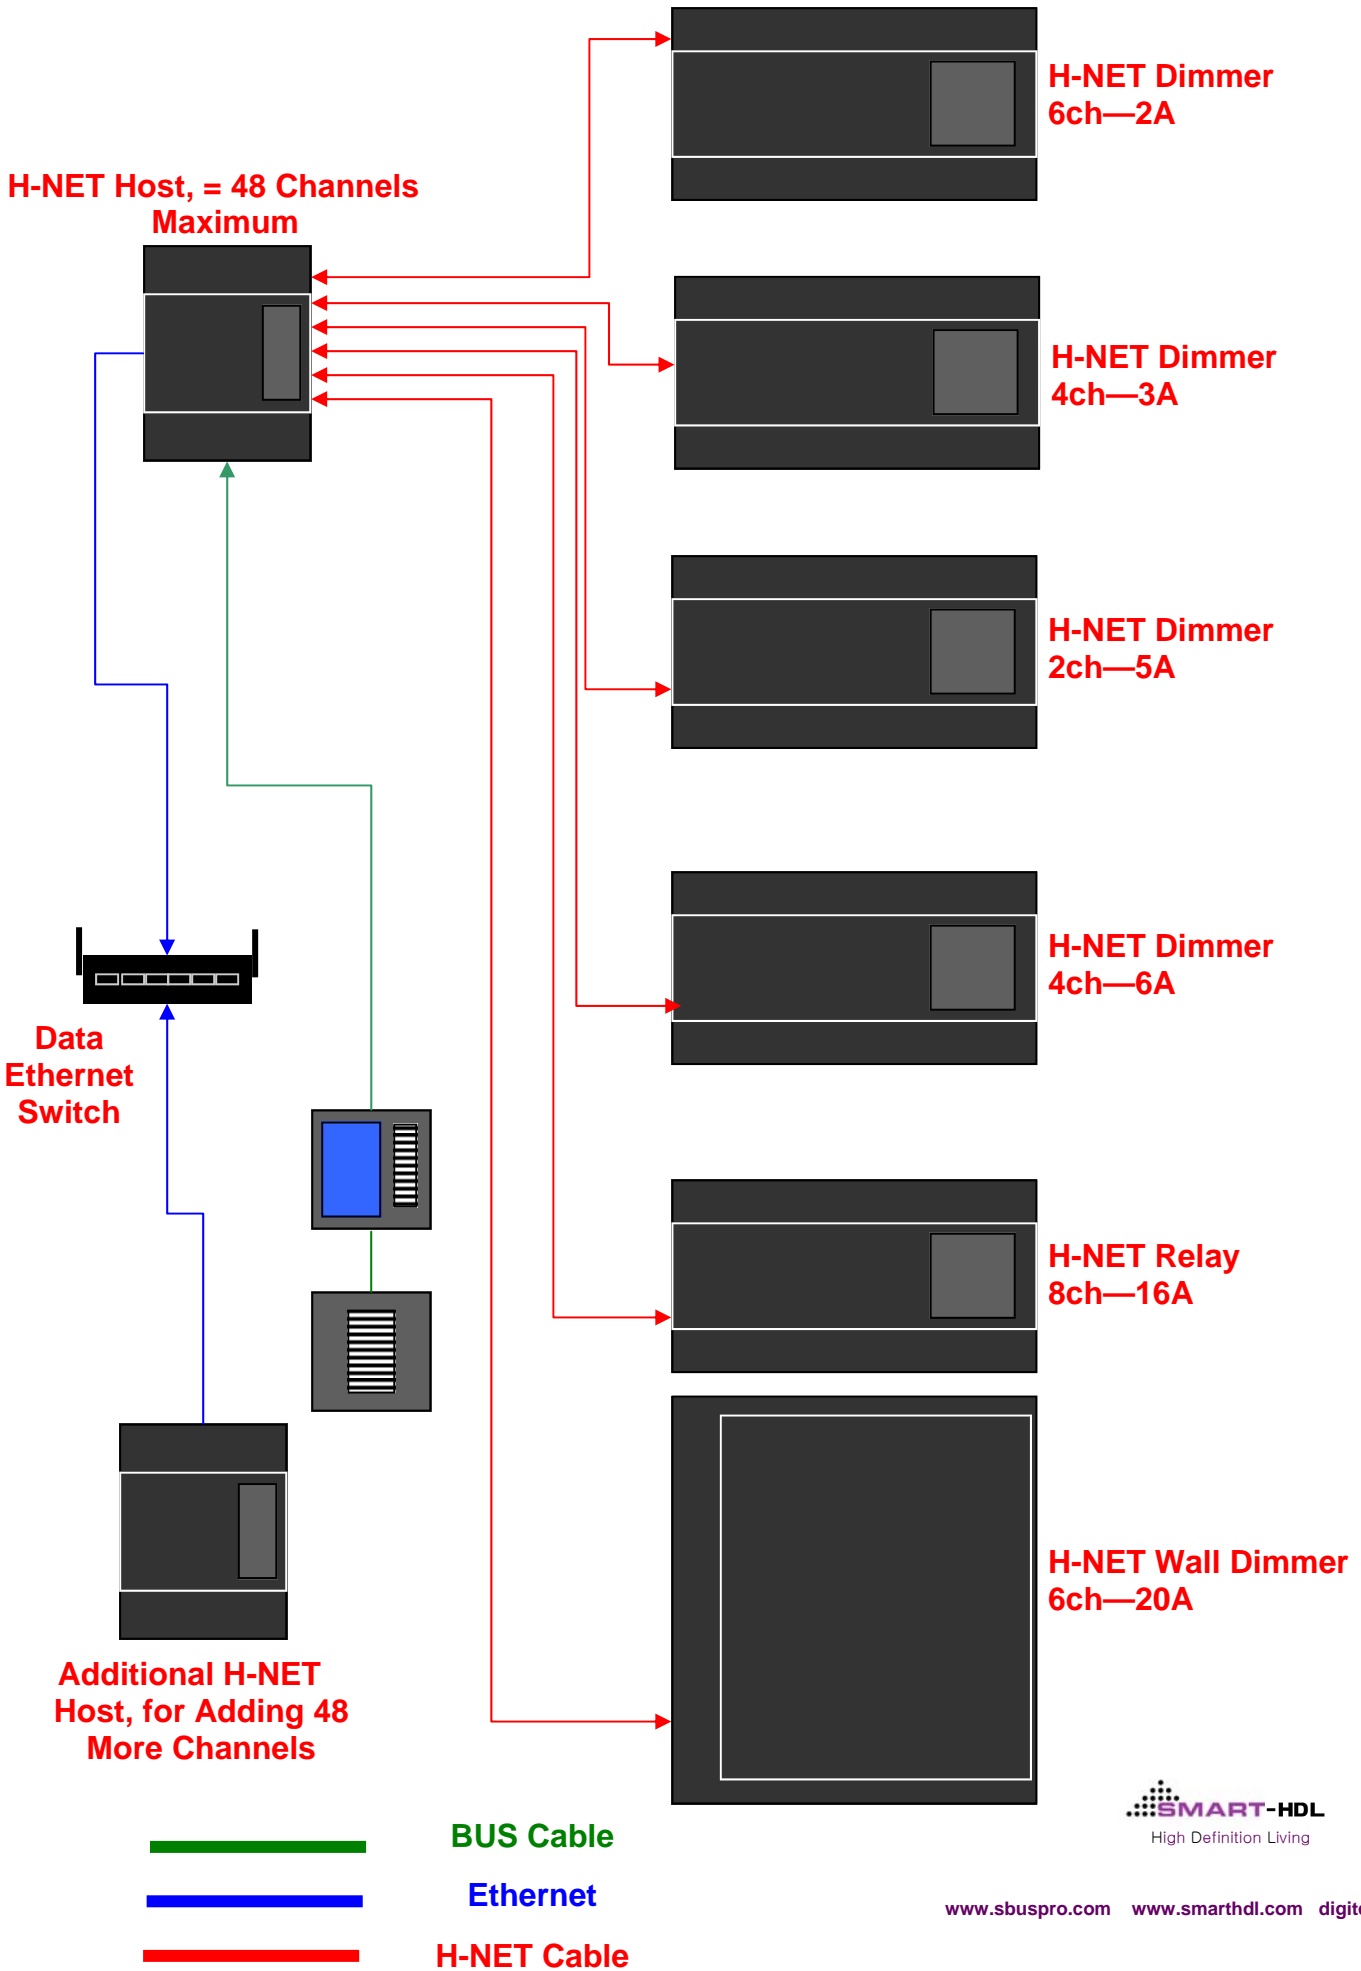 H-NET Dimmer
6ch—2A
H-NET Host, = 48 Channels
Maximum
H-NET Dimmer
4ch—3A
H-NET Dimmer
2ch—5A
H-NET Dimmer
4ch—6A
Data
Ethernet
Switch
H-NET Relay
8ch—16A
H-NET Wall Dimmer
6ch—20A
Additional H-NET
Host, for Adding 48
More Channels
SMART-HDL
High Definition Living
BUS Cable
Ethernet
H-NET Cable
www.sbuspro.com www.smarthdl.com